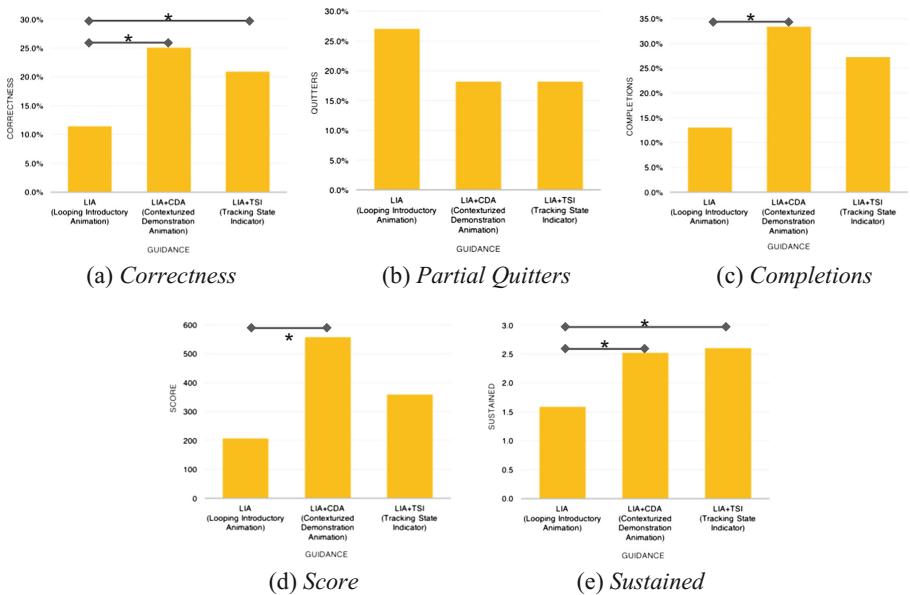 30.0%
25.0%
20.0%
15.0%
10.0%
5.0%
0.0%
CORRECTNESS
*
*
LIA
(Looping Introductory
Animation)
LIA+CDA
(Contexturized
Demonstration
Animation)
LIA+TSI
(Tracking State
Indicator)
GUIDANCE
(a) Correctness
30.0%
25.0%
20.0%
15.0%
10.0%
5.0%
0.0%
QUITTERS
LIA
(Looping Introductory
Animation)
LIA+CDA
(Contexturized
Demonstration
Animation)
LIA+TSI
(Tracking State
Indicator)
GUIDANCE
(b) Partial Quitters
35.0%
30.0%
25.0%
20.0%
15.0%
10.0%
5.0%
0.0%
COMPLETIONS
*
LIA
(Looping Introductory
Animation)
LIA+CDA
(Contexturized
Demonstration
Animation)
LIA+TSI
(Tracking State
Indicator)
GUIDANCE
(c) Completions
600
500
400
300
200
100
0
SCORE
*
LIA
(Looping Introductory
Animation)
LIA+CDA
(Contexturized
Demonstration
Animation)
LIA+TSI
(Tracking State
Indicator)
GUIDANCE
(d) Score
3.0
2.5
2.0
1.5
1.0
0.5
0.0
SUSTAINED
*
*
LIA
(Looping Introductory
Animation)
LIA+CDA
(Contexturized
Demonstration
Animation)
LIA+TSI
(Tracking State
Indicator)
GUIDANCE
(e) Sustained